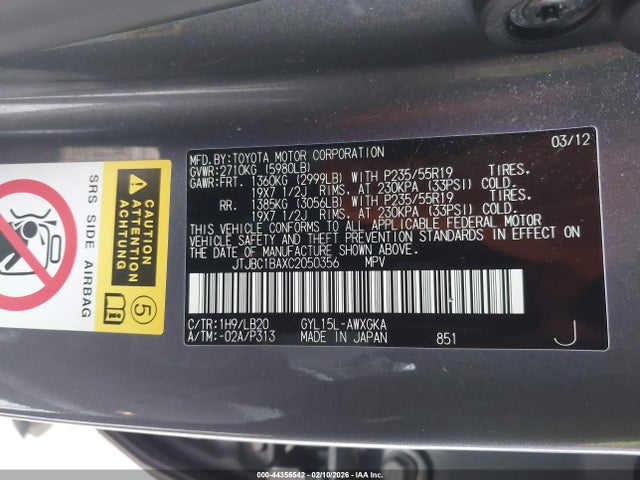 03/12
MFD.BY: TOYOTA MOTOR CORPORATION
GVWR: 2710KG (5980LB)
GAWR: FRT. 1360KG (2999LB) WITH P235/55R19 TIRES.
19X7 1/2J RIMS. AT 230KPA (33PSI) COLD.
RR. 1385KG (3056LB) WITH P235/55R19 TIRES.
19X7 1/2J RIMS. AT 230KPA (33PSI) COLD.
THIS VEHICLE CONFORMS TO ALL APPLICABLE FEDERAL MOTOR
VEHICLE SAFETY AND THEFT PREVENTION STANDARDS IN EFFECT ON
THE DATE OF MANUFACTURE SHOWN ABOVE.
JTJBC1BAXC2050356 MPV
C/TR: 1H9/LB20 GYL15L-AWXGKA
A/TM: -02A/P313 MADE IN JAPAN 851 J
SRS SIDE AIRBAG
CAUTION
ATTENTION
ACHTUNG
5
000-44356542 - 02/10/2026 - IAA Inc.